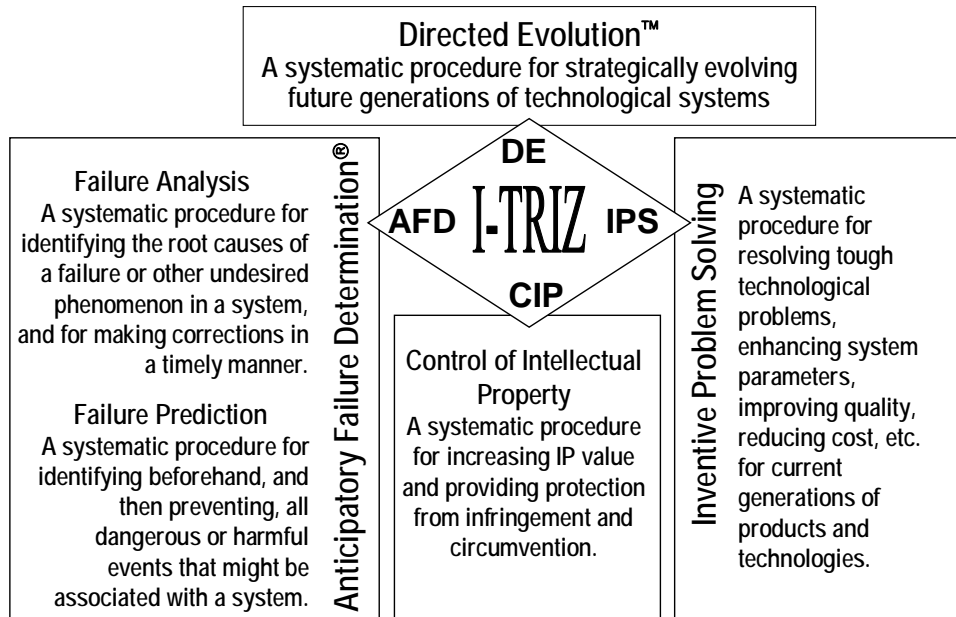 Directed Evolution™
A systematic procedure for strategically evolving
future generations of technological systems
DE
AFD I-TRIZ IPS
CIP
Failure Analysis
A systematic procedure for
identifying the root causes of
a failure or other undesired
phenomenon in a system,
and for making corrections in
a timely manner.
Failure Prediction
A systematic procedure for
identifying beforehand, and
then preventing, all
dangerous or harmful
events that might be
associated with a system.
Anticipatory Failure Determination®
Control of Intellectual
Property
A systematic procedure
for increasing IP value
and providing protection
from infringement and
circumvention.
Inventive Problem Solving
A systematic
procedure for
resolving tough
technological
problems,
enhancing system
parameters,
improving quality,
reducing cost, etc.
for current
generations of
products and
technologies.